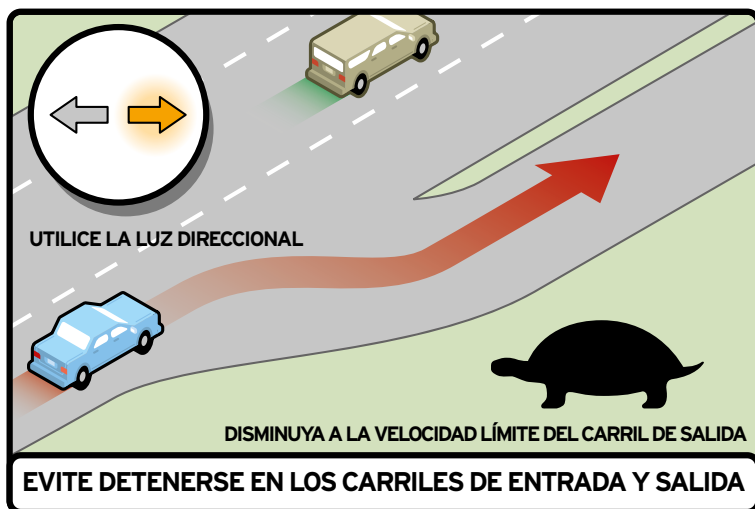 UTILICE LA LUZ DIRECCIONAL
DISMINUYA A LA VELOCIDAD LÍMITE DEL CARRIL DE SALIDA
EVITE DETENERSE EN LOS CARRILES DE ENTRADA Y SALIDA